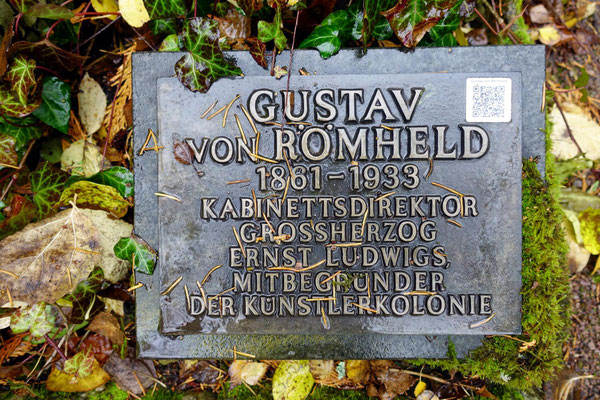 GUSTAV
VON RÖMHELD
1861–1933
KABINETTSDIREKTOR
GROSSHERZOG
ERNST LUDWIGS,
MITBEGRÜNDER
DER KÜNSTLERKOLONIE